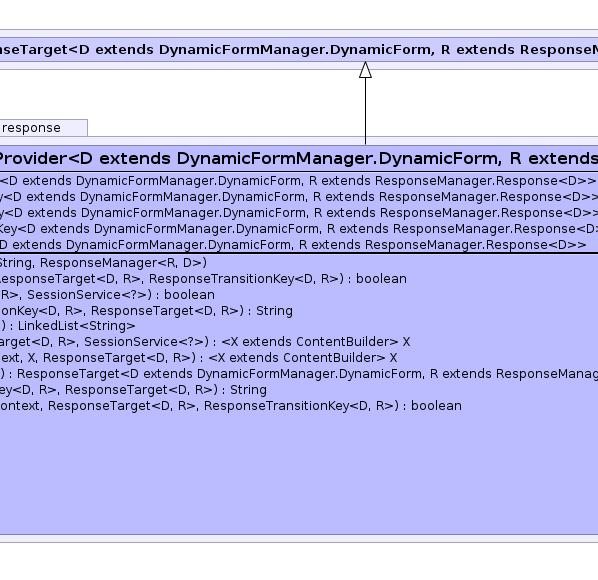 nseTarget<D extends DynamicFormManager.DynamicForm, R extends ResponseM
response
Provider<D extends DynamicFormManager.DynamicForm, R extends
<D extends DynamicFormManager.DynamicForm, R extends ResponseManager.Response<D>>
y<D extends DynamicFormManager.DynamicForm, R extends ResponseManager.Response<D>>
y<D extends DynamicFormManager.DynamicForm, R extends ResponseManager.Response<D>>
Key<D extends DynamicFormManager.DynamicForm, R extends ResponseManager.Response<D>
D extends DynamicFormManager.DynamicForm, R extends ResponseManager.Response<D>>
String, ResponseManager<R, D>)
ResponseTarget<D, R>, ResponseTransitionKey<D, R>) : boolean
R>, SessionService<?>) : boolean
onKey<D, R>, ResponseTarget<D, R>) : String
) : LinkedList<String>
arget<D, R>, SessionService<?>) : <X extends ContentBuilder> X
ext, X, ResponseTarget<D, R>) : <X extends ContentBuilder> X
) : ResponseTarget<D extends DynamicFormManager.DynamicForm, R extends ResponseManag
ey<D, R>, ResponseTarget<D, R>) : String
ontext, ResponseTarget<D, R>, ResponseTransitionKey<D, R>) : boolean